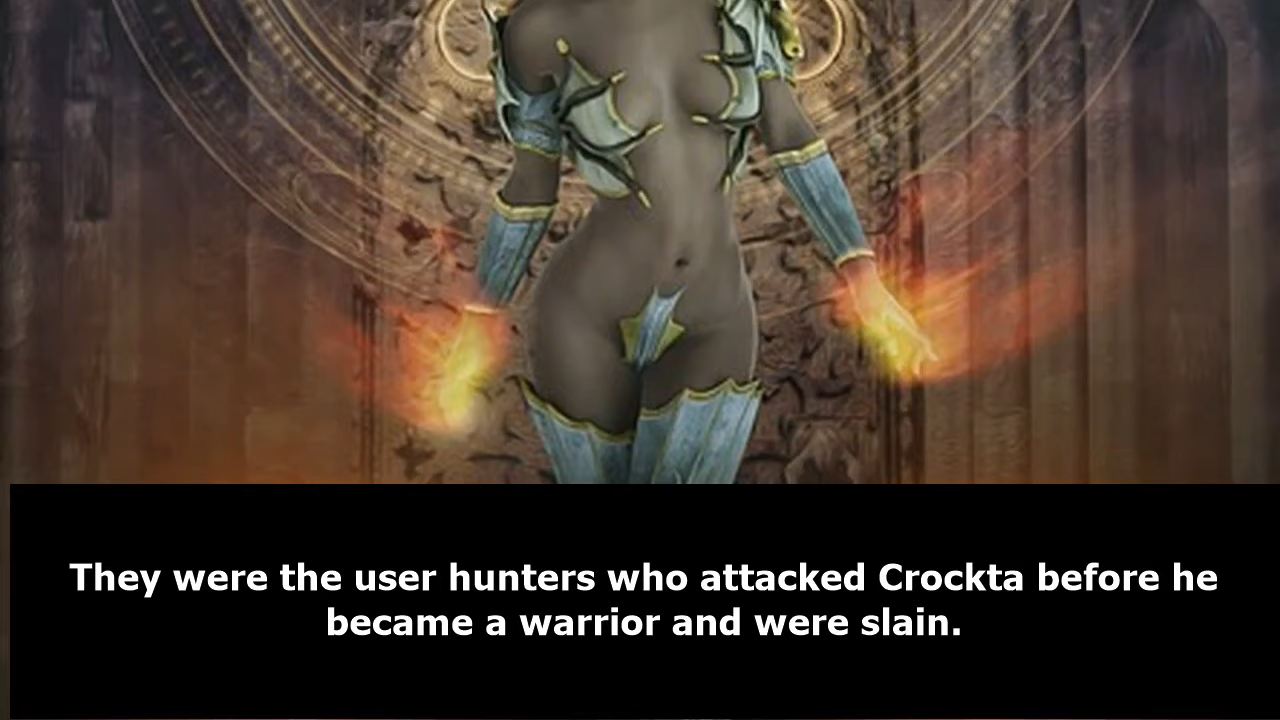 They were the user hunters who attacked Crockta before he
became a warrior and were slain.